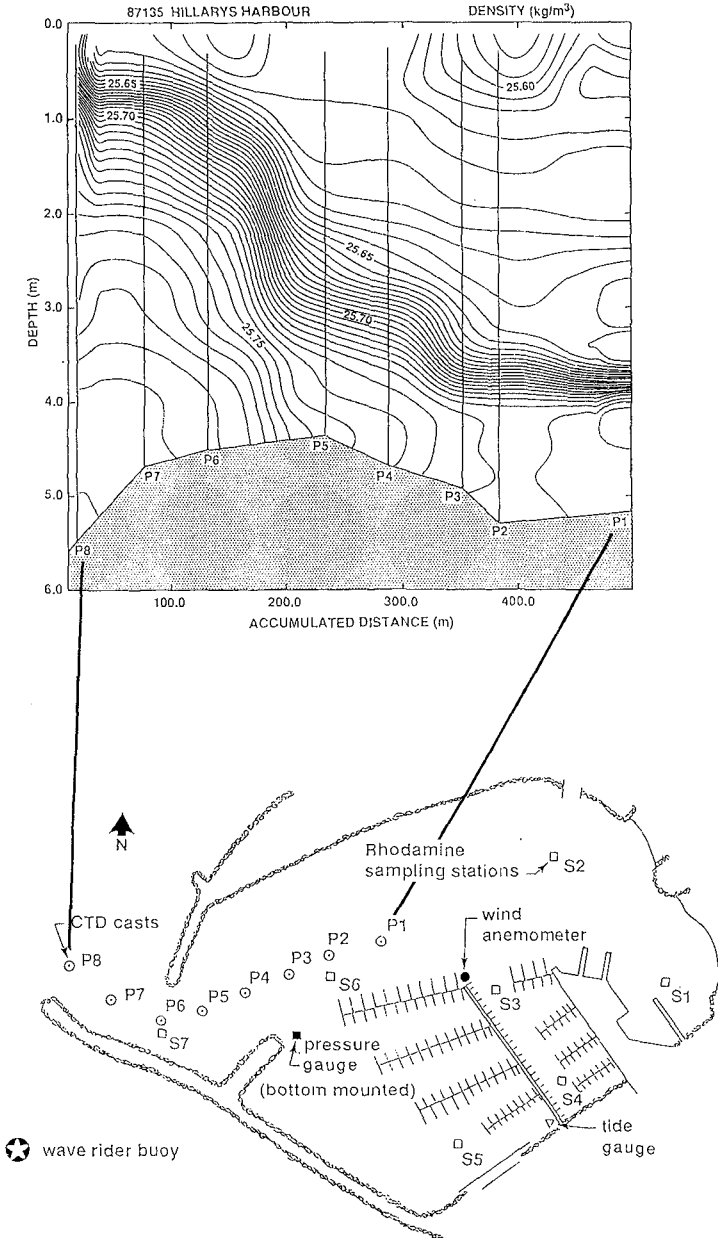 87135 HILLARYS HARBOUR DENSITY (kg/m³)
0.0
1.0
2.0
3.0
4.0
5.0
6.0
DEPTH (m)
25.65
25.70
25.60
25.65
25.70
25.75
P8
P7
P6
P5
P4
P3
P2
P1
100.0 200.0 300.0 400.0
ACCUMULATED DISTANCE (m)
N
Rhodamine
sampling stations
S2
CTD casts
P8
P7
P6
P5
P4
P3
P2
P1
wind
anemometer
S6
S3
S1
S7
pressure
gauge
(bottom mounted)
S4
S5
tide
gauge
wave rider buoy